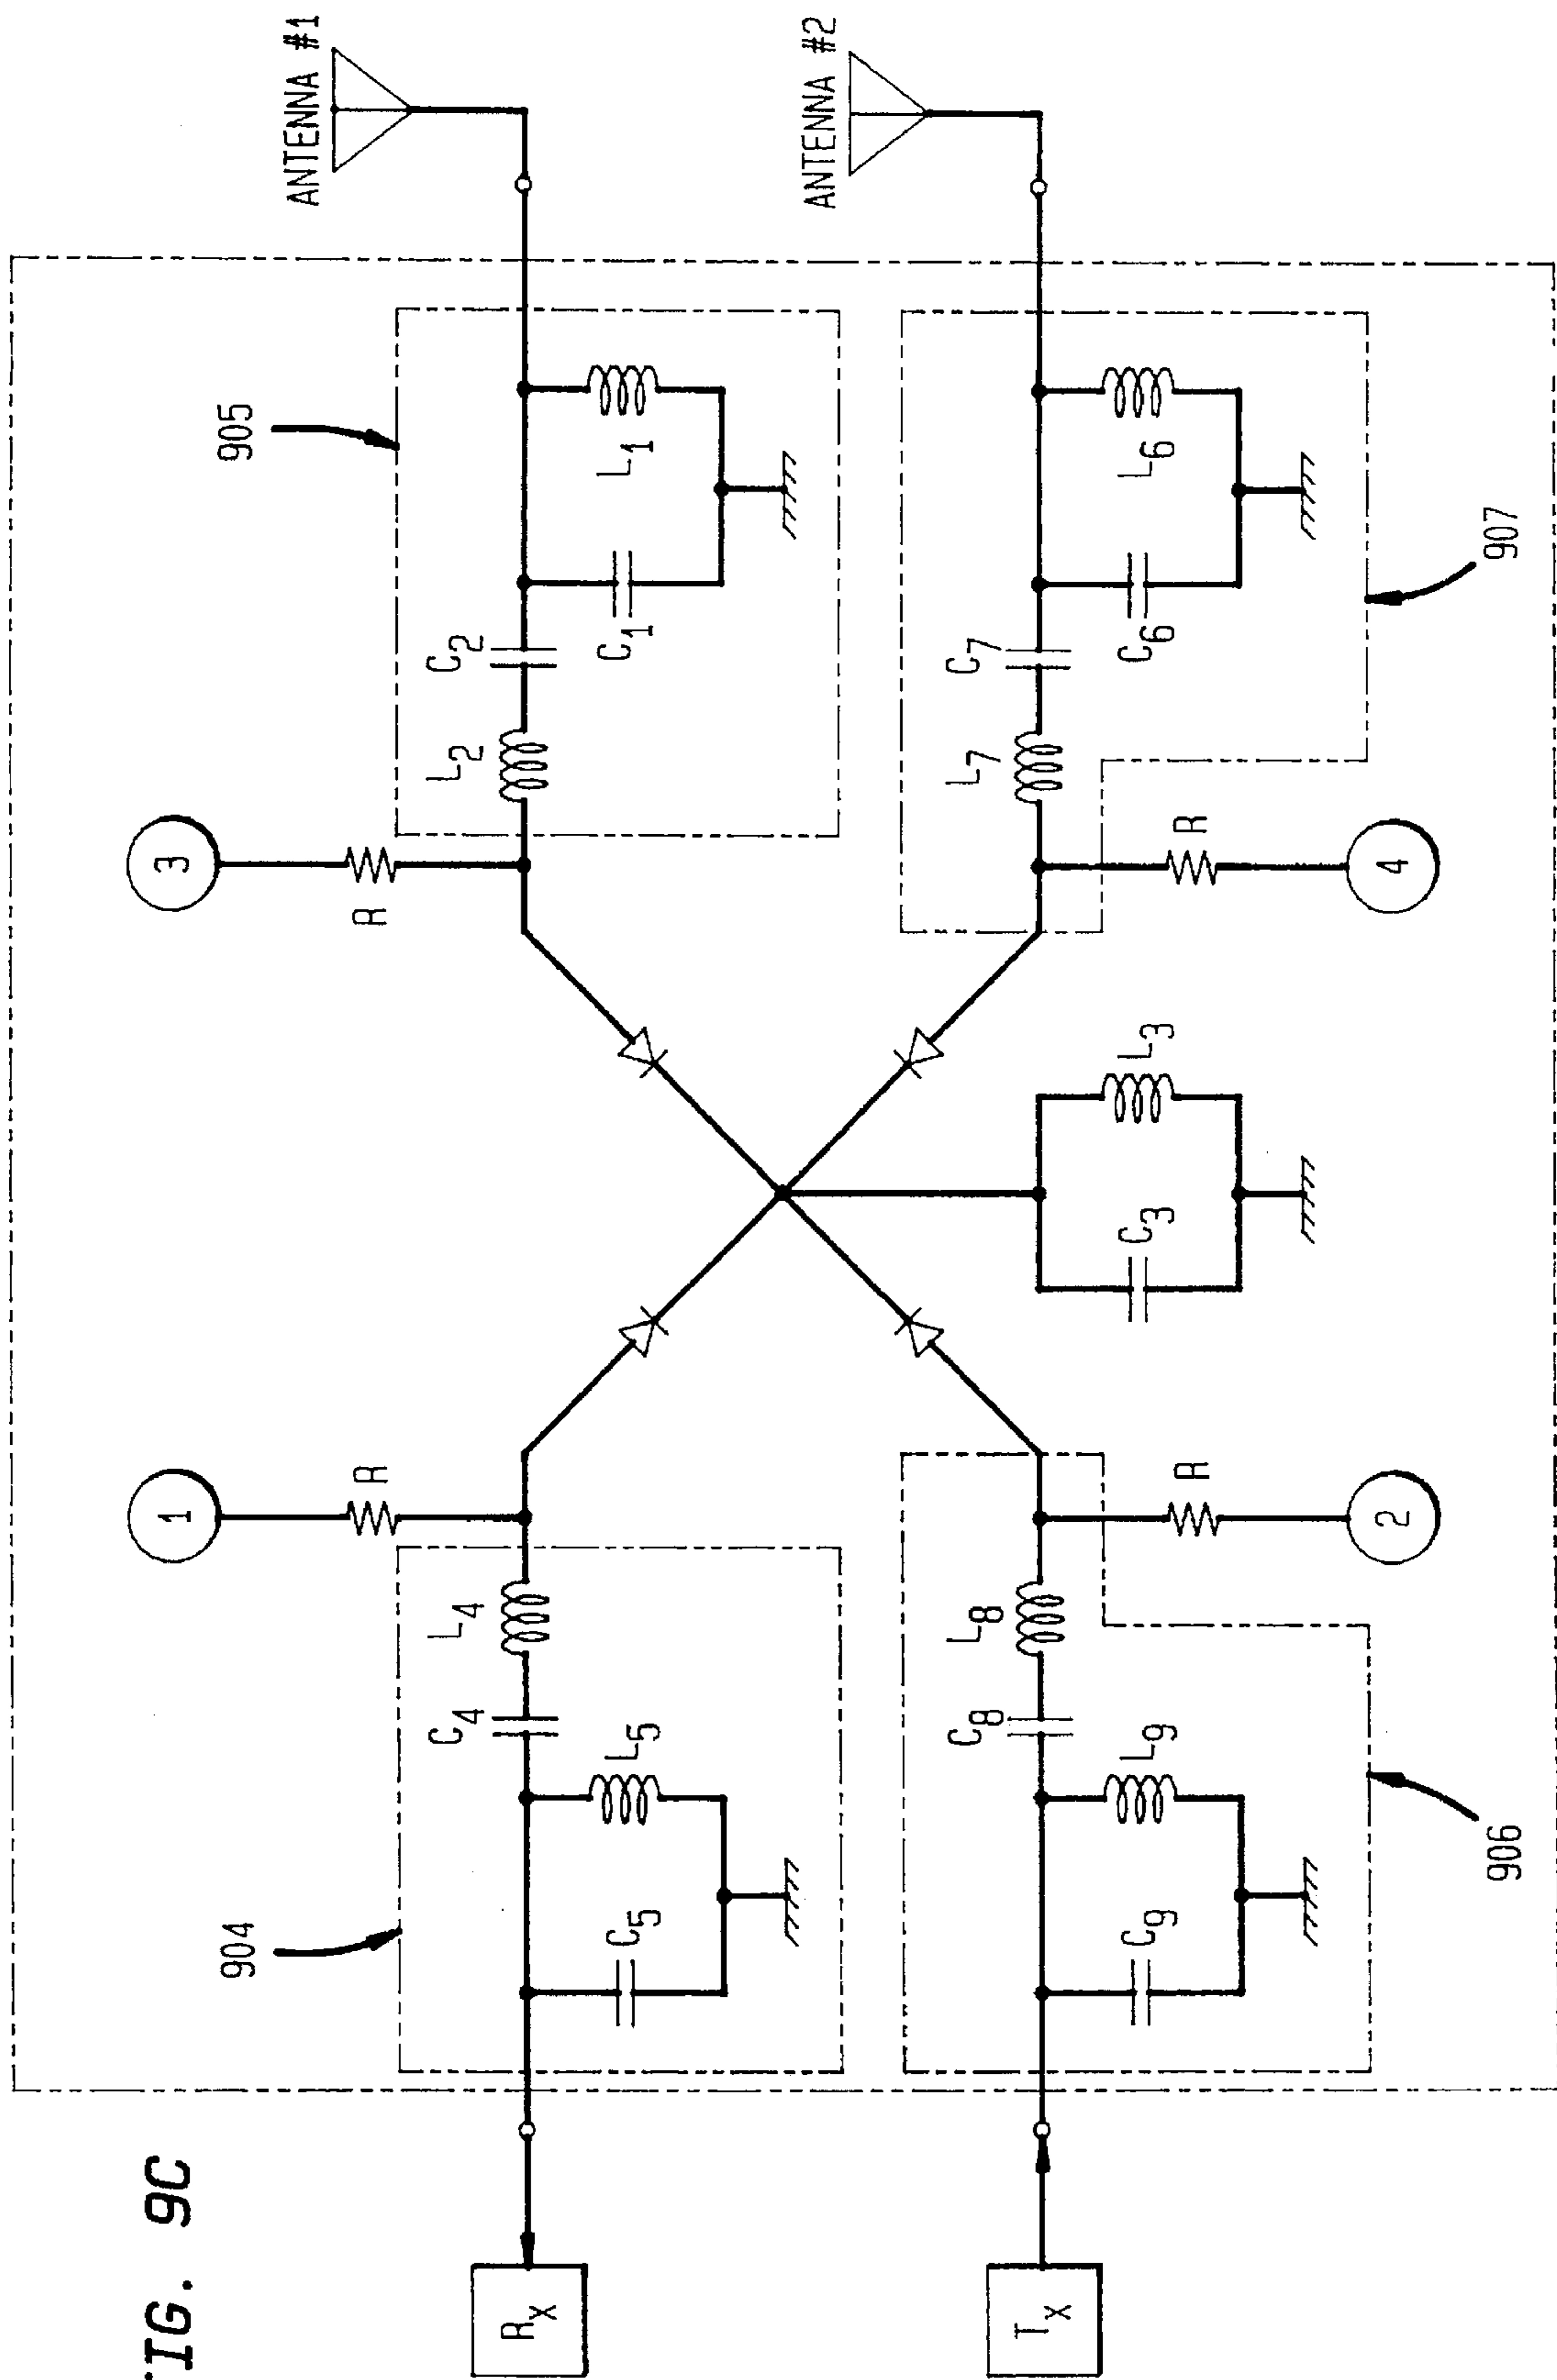 FIG. 9C
1
3
904
905
ANTENNA #1
R
R
C4
L4
L2
C2
RX
C5
L5
C1
L1
ANTENNA #2
C8
L8
L7
C7
TX
C9
L9
C3
L3
C6
L6
R
R
2
4
906
907